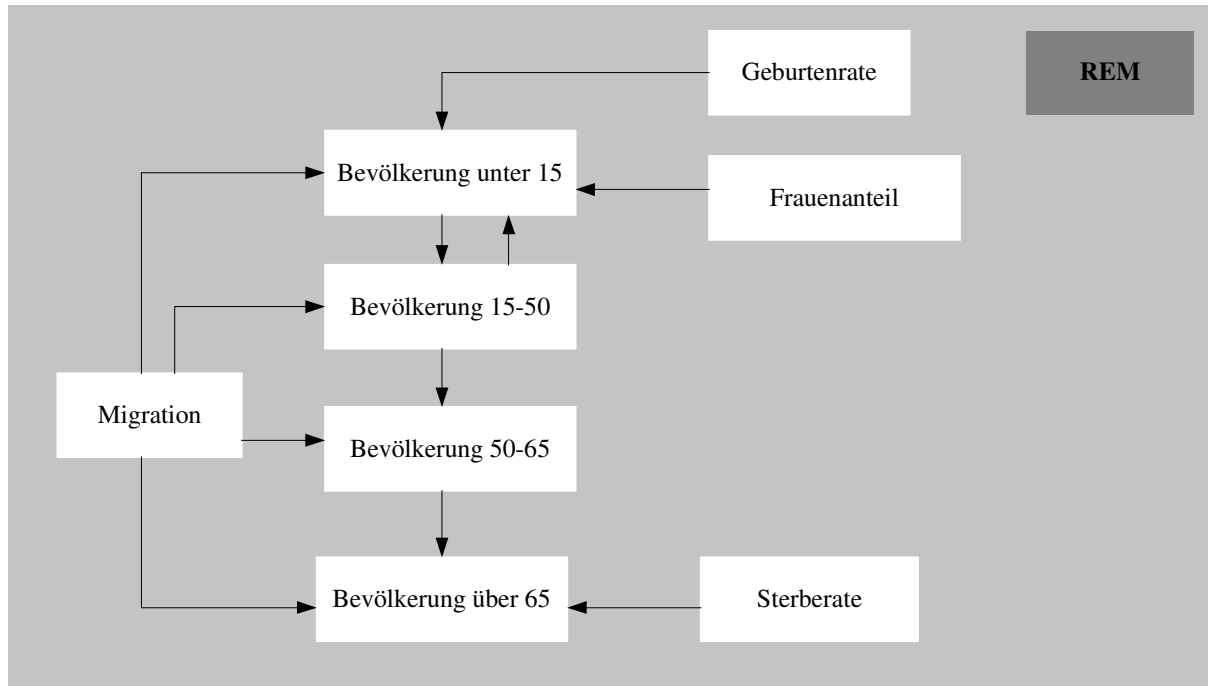 Geburtenrate
REM
Bevölkerung unter 15
Frauenanteil
Bevölkerung 15-50
Migration
Bevölkerung 50-65
Bevölkerung über 65
Sterberate